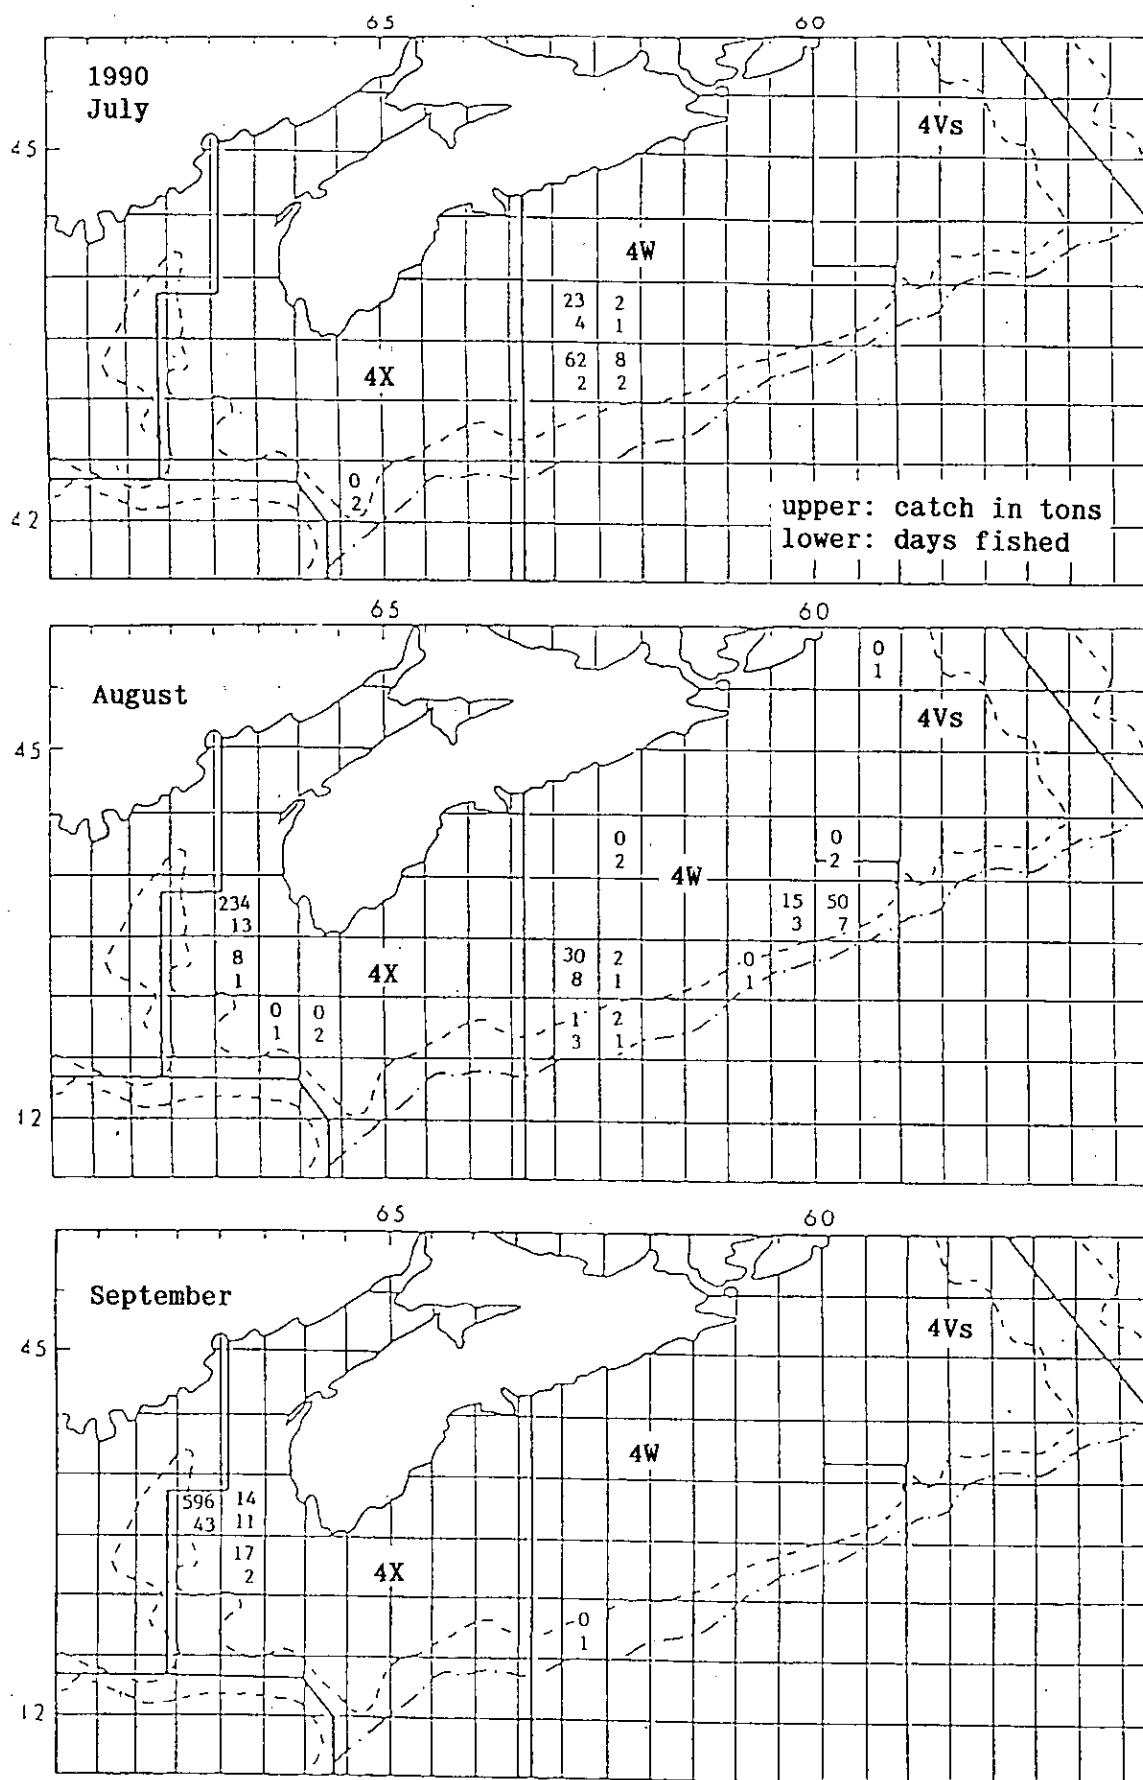 65 60
1990
July
45
4Vs
4W
23 2
4 1
62 8
2 2
4X
0
2
42
upper: catch in tons
lower: days fished
65 60
0
1
August
4Vs
45
0 0
2 2
4W
234
13
15 50
3 7
8
1
4X
30 2
8 1
0
1
0 0
1 2
1 2
3 1
12
65 60
September
4Vs
45
4W
596 14
43 11
17
2
4X
0
1
12